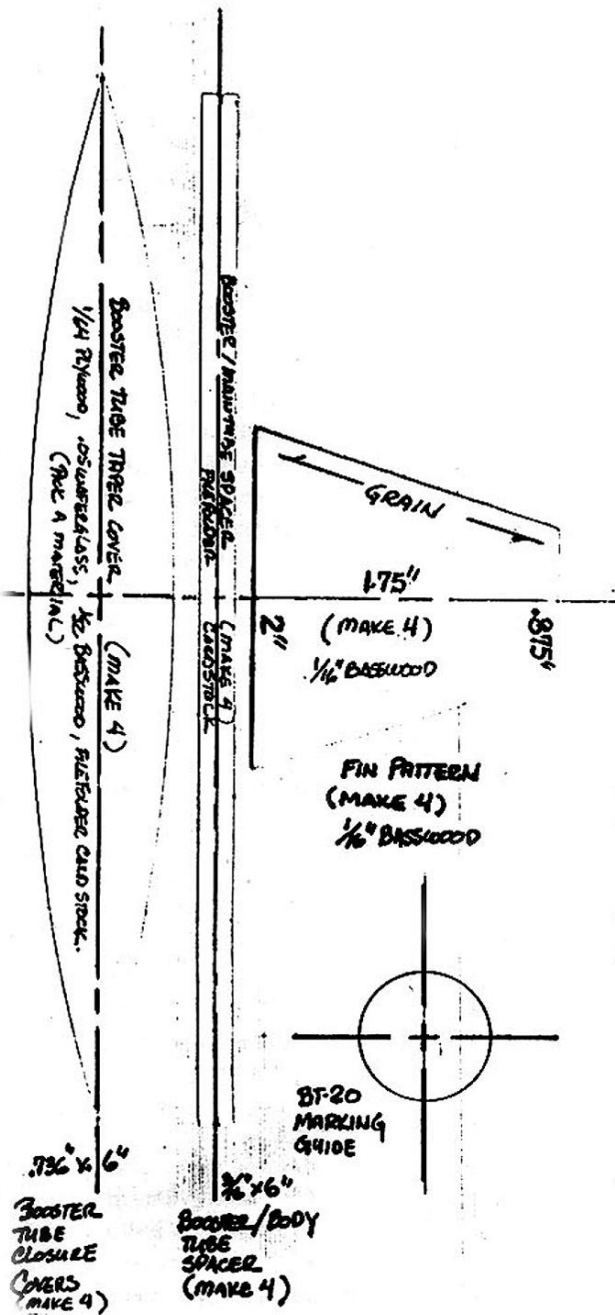 BOOSTER TUBE TAPER COVER (MAKE 4)
1/64 PLYWOOD, .05 1/32 BASSWOOD, FILEFOLDER CARD STOCK.
(PICK A MATERIAL)
BOOSTER/MAINTUBE SPACER (MAKE 4)
FILEFOLDER CARDSTOCK
GRAIN
1.75"
(MAKE 4)
1/16" BASSWOOD
2"
.875"
FIN PATTERN
(MAKE 4)
1/16" BASSWOOD
BT-20
MARKING
GUIDE
.736" x 6"
BOOSTER
TUBE
CLOSURE
COVERS
(MAKE 4)
3/16" x 6"
BOOSTER/BODY
TUBE
SPACER
(MAKE 4)